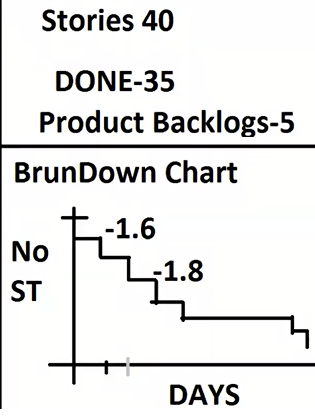 Stories 40
DONE-35
Product Backlogs-5
BrunDown Chart
-1.6
No
-1.8
ST
DAYS